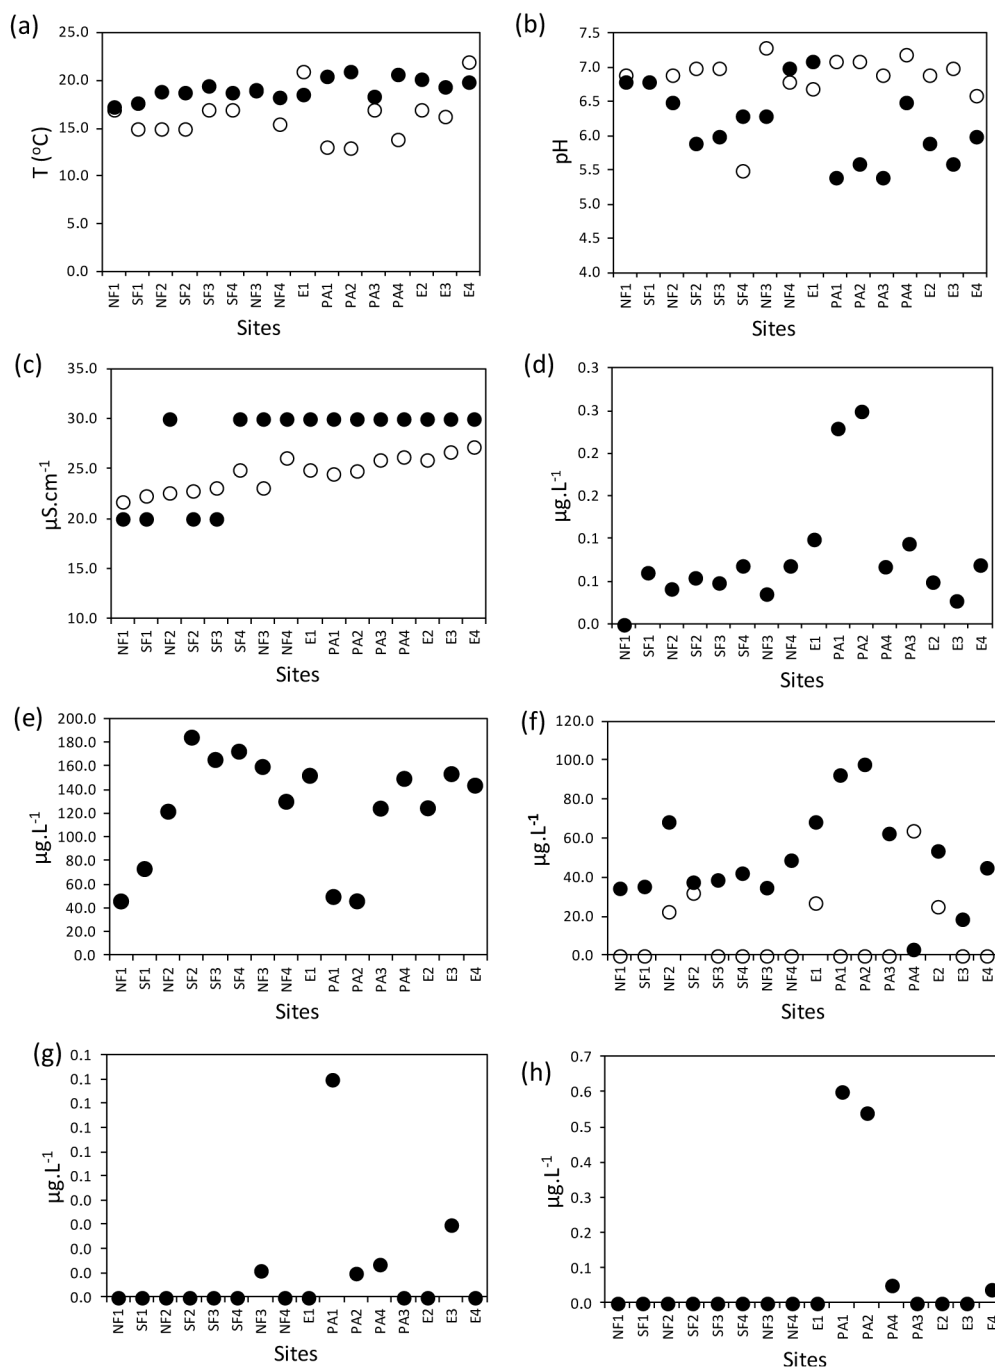 (a)
25.0
20.0
15.0
10.0
5.0
0.0
T (°C)
NF1 SF1 NF2 SF2 SF3 SF4 NF3 NF4 E1 PA1 PA2 PA3 PA4 E2 E3 E4
Sites
(b)
7.5
7.0
6.5
6.0
5.5
5.0
4.5
4.0
pH
NF1 SF1 NF2 SF2 SF3 SF4 NF3 NF4 E1 PA1 PA2 PA3 PA4 E2 E3 E4
Sites
(c)
35.0
30.0
25.0
20.0
15.0
10.0
µS.cm⁻¹
NF1 SF1 NF2 SF2 SF3 SF4 NF3 NF4 E1 PA1 PA2 PA3 PA4 E2 E3 E4
Sites
(d)
0.3
0.3
0.2
0.2
0.1
0.1
0.0
µg.L⁻¹
NF1 SF1 NF2 SF2 SF3 SF4 NF3 NF4 E1 PA1 PA2 PA4 PA3 E2 E3 E4
Sites
(e)
200.0
180.0
160.0
140.0
120.0
100.0
80.0
60.0
40.0
20.0
0.0
µg.L⁻¹
NF1 SF1 NF2 SF2 SF3 SF4 NF3 NF4 E1 PA1 PA2 PA3 PA4 E2 E3 E4
Sites
(f)
120.0
100.0
80.0
60.0
40.0
20.0
0.0
µg.L⁻¹
NF1 SF1 NF2 SF2 SF3 SF4 NF3 NF4 E1 PA1 PA2 PA3 PA4 E2 E3 E4
Sites
(g)
0.1
0.1
0.1
0.1
0.1
0.1
0.0
0.0
0.0
0.0
0.0
µg.L⁻¹
NF1 SF1 NF2 SF2 SF3 SF4 NF3 NF4 E1 PA1 PA2 PA4 PA3 E2 E3 E4
Sites
(h)
0.7
0.6
0.5
0.4
0.3
0.2
0.1
0.0
µg.L⁻¹
NF1 SF1 NF2 SF2 SF3 SF4 NF3 NF4 E1 PA1 PA2 PA4 PA3 E2 E3 E4
Sites